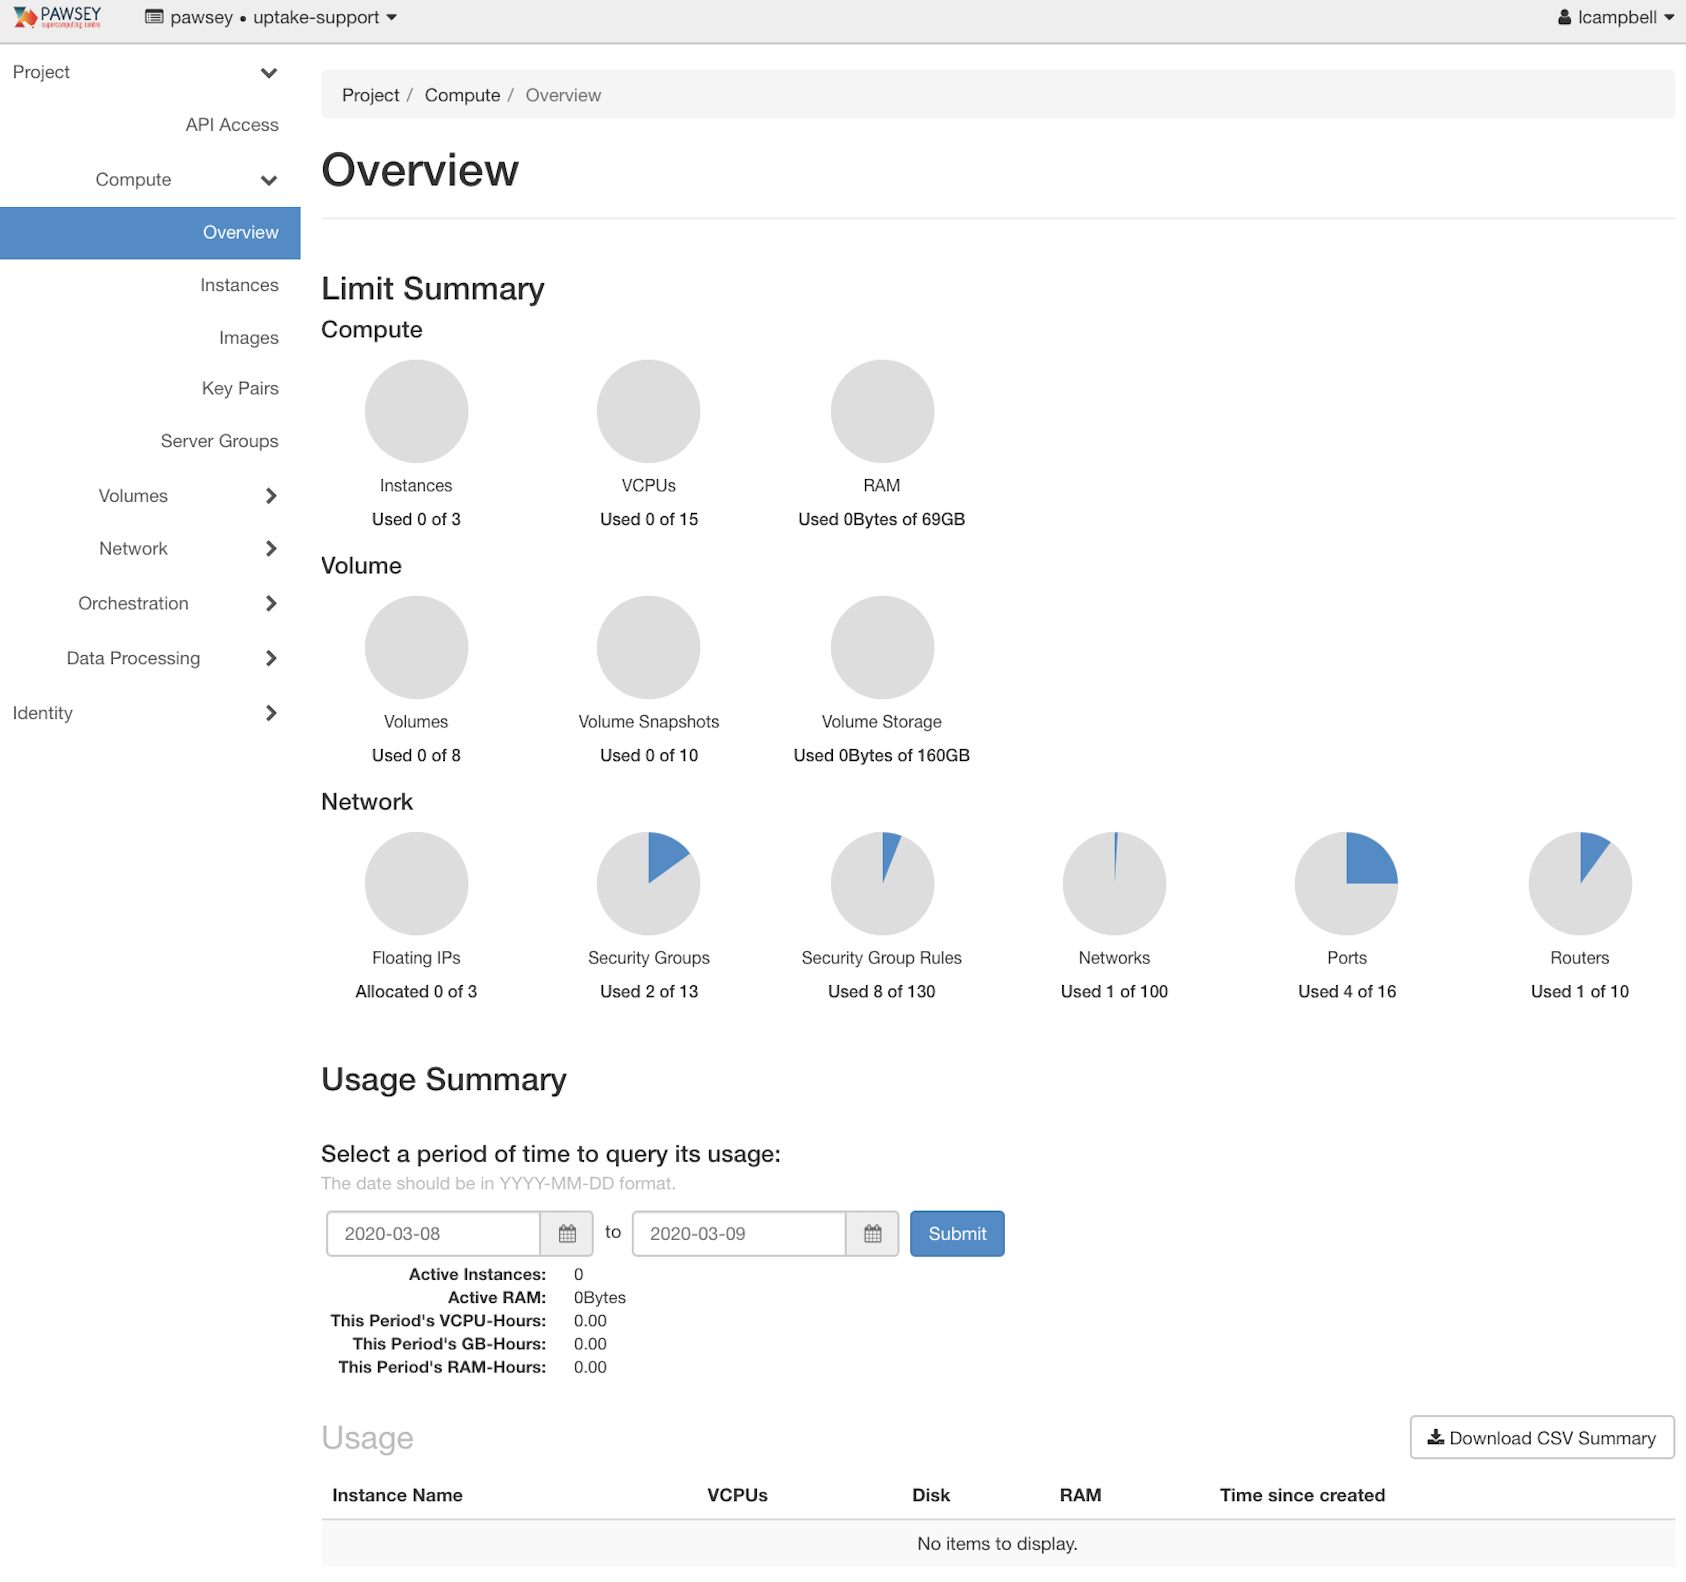 PAWSEY
supercomputing centre
pawsey • uptake-support
lcampbell
Project
API Access
Compute
Overview
Instances
Images
Key Pairs
Server Groups
Volumes
Network
Orchestration
Data Processing
Identity
Project / Compute / Overview
Overview
Limit Summary
Compute
Instances VCPUs RAM
Used 0 of 3 Used 0 of 15 Used 0Bytes of 69GB
Volume
Volumes Volume Snapshots Volume Storage
Used 0 of 8 Used 0 of 10 Used 0Bytes of 160GB
Network
Floating IPs Security Groups Security Group Rules Networks Ports Routers
Allocated 0 of 3 Used 2 of 13 Used 8 of 130 Used 1 of 100 Used 4 of 16 Used 1 of 10
Usage Summary
Select a period of time to query its usage:
The date should be in YYYY-MM-DD format.
2020-03-08 to 2020-03-09 Submit
Active Instances: 0
Active RAM: 0Bytes
This Period's VCPU-Hours: 0.00
This Period's GB-Hours: 0.00
This Period's RAM-Hours: 0.00
Usage
Download CSV Summary
Instance Name VCPUs Disk RAM Time since created
No items to display.